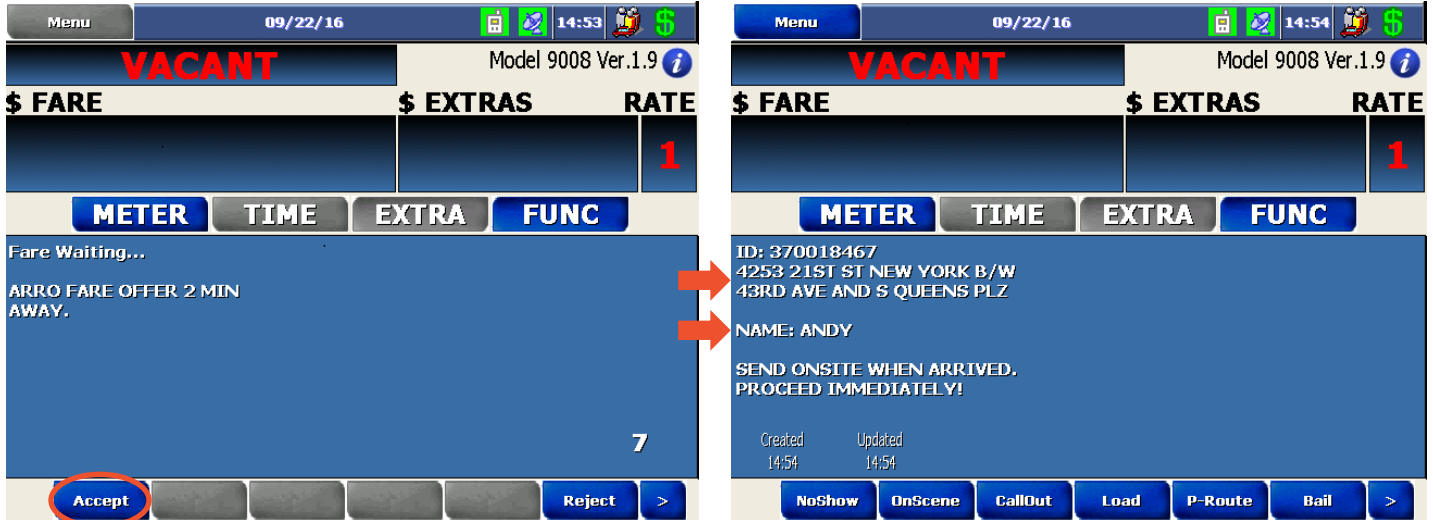 Menu 09/22/16 14:53 $
VACANT Model 9008 Ver.1.9 i
$ FARE $ EXTRAS RATE
1
METER TIME EXTRA FUNC
Fare Waiting...
ARRO FARE OFFER 2 MIN
AWAY.
7
Accept Reject >
Menu 09/22/16 14:54 $
VACANT Model 9008 Ver.1.9 i
$ FARE $ EXTRAS RATE
1
METER TIME EXTRA FUNC
ID: 370018467
4253 21ST ST NEW YORK B/W
43RD AVE AND S QUEENS PLZ
NAME: ANDY
SEND ONSITE WHEN ARRIVED.
PROCEED IMMEDIATELY!
Created Updated
14:54 14:54
NoShow OnScene CallOut Load P-Route Bail >